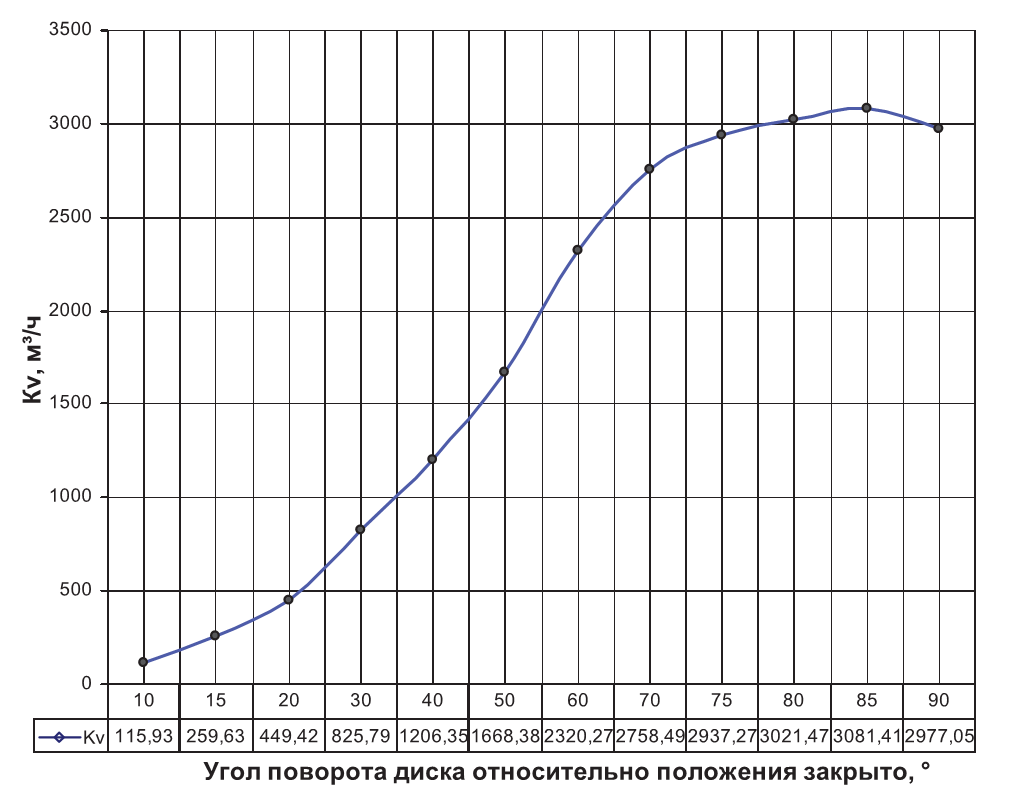 3500
3000
2500
2000
1500
1000
500
0
Kv, м³/ч
10 15 20 30 40 50 60 70 75 80 85 90
Kv 115,93 259,63 449,42 825,79 1206,35 1668,38 2320,27 2758,49 2937,27 3021,47 3081,41 2977,05
Угол поворота диска относительно положения закрыто, °